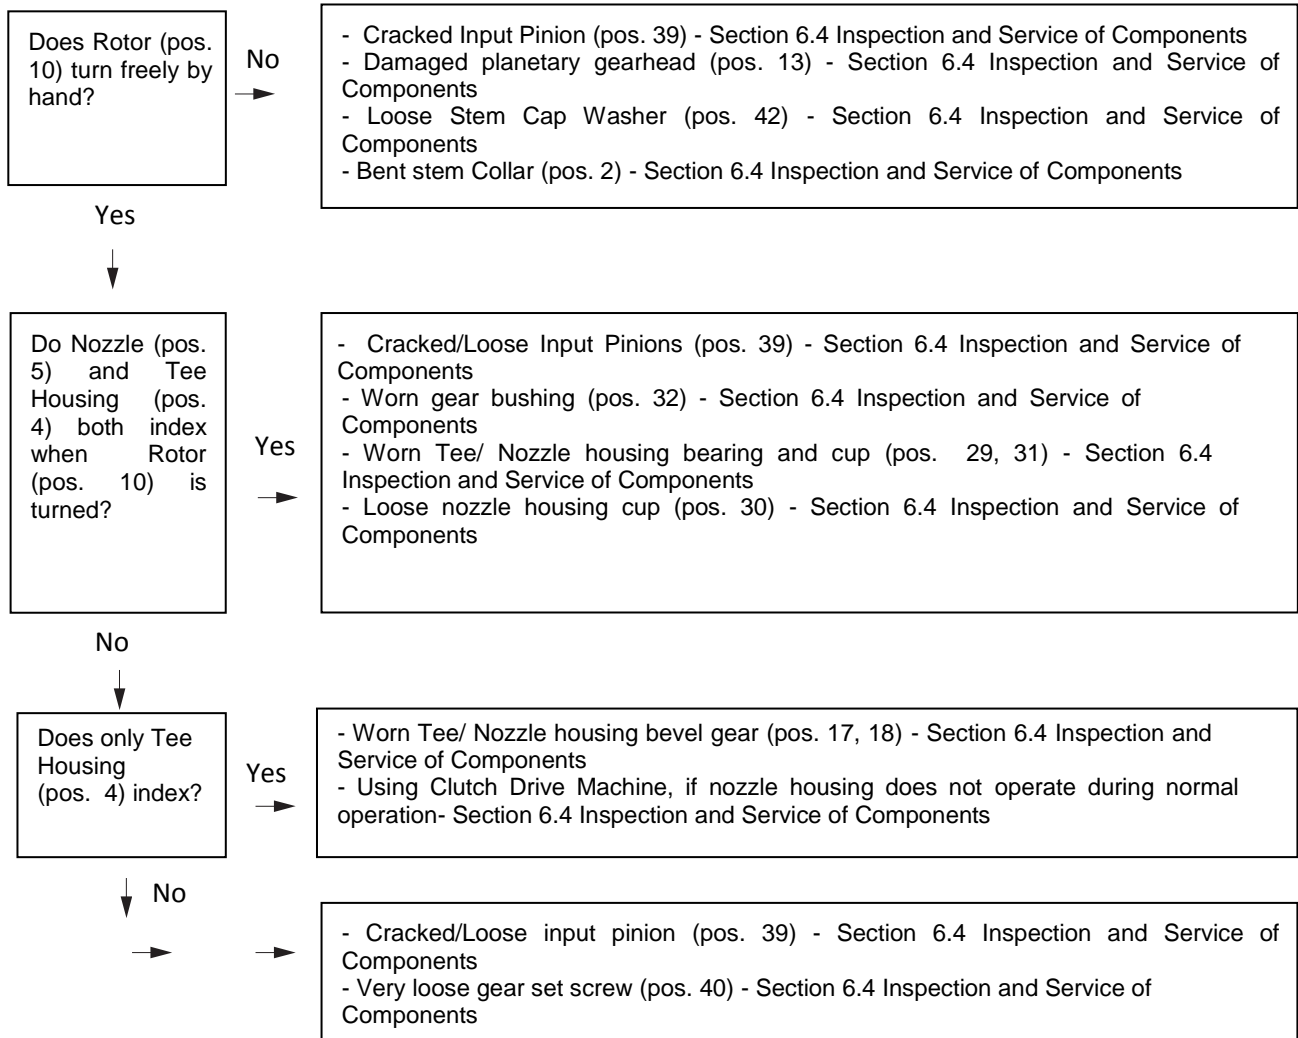 Does Rotor (pos.
10) turn freely by
hand?
No
- Cracked Input Pinion (pos. 39) - Section 6.4 Inspection and Service of Components
- Damaged planetary gearhead (pos. 13) - Section 6.4 Inspection and Service of
Components
- Loose Stem Cap Washer (pos. 42) - Section 6.4 Inspection and Service of
Components
- Bent stem Collar (pos. 2) - Section 6.4 Inspection and Service of Components
Yes
Do Nozzle (pos.
5) and Tee
Housing (pos.
4) both index
when Rotor
(pos. 10) is
turned?
Yes
- Cracked/Loose Input Pinions (pos. 39) - Section 6.4 Inspection and Service of
Components
- Worn gear bushing (pos. 32) - Section 6.4 Inspection and Service of
Components
- Worn Tee/ Nozzle housing bearing and cup (pos. 29, 31) - Section 6.4
Inspection and Service of Components
- Loose nozzle housing cup (pos. 30) - Section 6.4 Inspection and Service of
Components
No
Does only Tee
Housing
(pos. 4) index?
Yes
- Worn Tee/ Nozzle housing bevel gear (pos. 17, 18) - Section 6.4 Inspection and
Service of Components
- Using Clutch Drive Machine, if nozzle housing does not operate during normal
operation- Section 6.4 Inspection and Service of Components
No
- Cracked/Loose input pinion (pos. 39) - Section 6.4 Inspection and Service of
Components
- Very loose gear set screw (pos. 40) - Section 6.4 Inspection and Service of
Components